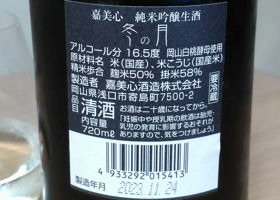 嘉美心 純米吟醸生酒
冬の月
アルコール分 16.5度 岡山白桃酵母使用
原材料名 米(国産)、米こうじ(国産米)
精米歩合 麹米50% 掛米58%
製造者 嘉美心酒造株式会社
岡山県浅口市寄島町7500-2
要冷蔵
品目 清酒
内容量 720ml
お酒は二十歳になってから。
「妊娠中や授乳期の飲酒は胎児・
乳児の発育に影響するおそれが
ありますので、気をつけましょう」
4 933292 015413
製造年月 2023.11.24